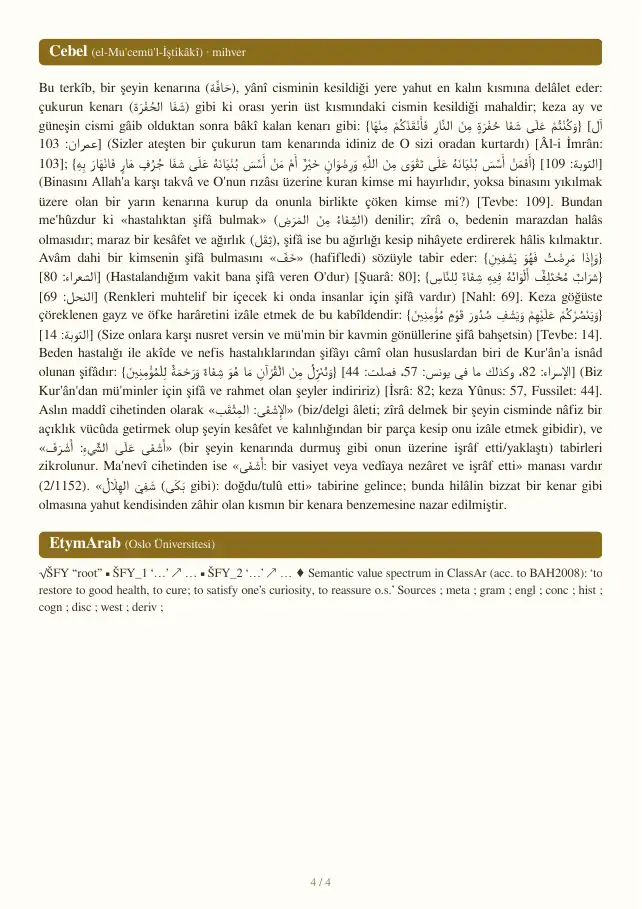 Cebel (el-Mu'cemü'l-İştikâkî) · mihver
Bu terkîb, bir şeyin kenarına (حَافَّة), yânî cisminin kesildiği yere yahut en kalın kısmına delâlet eder:
çukurun kenarı (شَفَا الحُفْرَة) gibi ki orası yerin üst kısmındaki cismin kesildiği mahaldir; keza ay ve
güneşin cismi gâib olduktan sonra bâkî kalan kenarı gibi: {وَكُنْتُمْ عَلَى شَفَا حُفْرَةٍ مِنَ النَّارِ فَأَنْقَذَكُمْ مِنْهَا} [آل
عمران: 103] (Sizler ateşten bir çukurun tam kenarında idiniz de O sizi oradan kurtardı) [Âl-i İmrân:
103]; {أَفَمَنْ أَسَّسَ بُنْيَانَهُ عَلَى تَقْوَى مِنَ اللَّهِ وَرِضْوَانٍ خَيْرٌ أَمْ مَنْ أَسَّسَ بُنْيَانَهُ عَلَى شَفَا جُرُفٍ هَارٍ فَانْهَارَ بِهِ} [التوبة: 109]
(Binasını Allah'a karşı takvâ ve O'nun rızâsı üzerine kuran kimse mi hayırlıdır, yoksa binasını yıkılmak
üzere olan bir yarın kenarına kurup da onunla birlikte çöken kimse mi?) [Tevbe: 109]. Bundan
me'hûzdur ki «hastalıktan şifâ bulmak» (الشِّفَاءُ مِنَ المَرَضِ) denilir; zîrâ o, bedenin marazdan halâs
olmasıdır; maraz bir kesâfet ve ağırlık (ثِقَل), şifâ ise bu ağırlığı kesip nihâyete erdirerek hâlis kılmaktır.
Avâm dahi bir kimsenin şifâ bulmasını «خَفّ» (hafifledi) sözüyle tabir eder: {وَإِذَا مَرِضْتُ فَهُوَ يَشْفِينِ}
[الشعراء: 80] (Hastalandığım vakit bana şifâ veren O'dur) [Şuarâ: 80]; {شَرَابٌ مُخْتَلِفٌ أَلْوَانُهُ فِيهِ شِفَاءٌ لِلنَّاسِ}
[النحل: 69] (Renkleri muhtelif bir içecek ki onda insanlar için şifâ vardır) [Nahl: 69]. Keza göğüste
çöreklenen gayz ve öfke harâretini izâle etmek de bu kabîldendir: {وَيَنْصُرْكُمْ عَلَيْهِمْ وَيَشْفِ صُدُورَ قَوْمٍ مُؤْمِنِينَ}
[التوبة: 14] (Size onlara karşı nusret versin ve mü'min bir kavmin gönüllerine şifâ bahşetsin) [Tevbe: 14].
Beden hastalığı ile akîde ve nefis hastalıklarından şifâyı câmî olan hususlardan biri de Kur'ân'a isnâd
olunan şifâdır: {وَنُنَزِّلُ مِنَ الْقُرْآنِ مَا هُوَ شِفَاءٌ وَرَحْمَةٌ لِلْمُؤْمِنِينَ} [الإسراء: 82، وكذلك ما في يونس: 57، فصلت: 44] (Biz
Kur'ân'dan mü'minler için şifâ ve rahmet olan şeyler indiririz) [İsrâ: 82; keza Yûnus: 57, Fussilet: 44].
Aslın maddî cihetinden olarak «الإِشْفَى: المِثْقَب» (biz/delgi âleti; zîrâ delmek bir şeyin cisminde nâfiz bir
açıklık vücûda getirmek olup şeyin kesâfet ve kalınlığından bir parça kesip onu izâle etmek gibidir), ve
«أَشْفَى عَلَى الشَّيءِ: أَشْرَف» (bir şeyin kenarında durmuş gibi onun üzerine işrâf etti/yaklaştı) tabirleri
zikrolunur. Ma'nevî cihetinden ise «أَشْفَى: bir vasiyet veya vedîaya nezâret ve işrâf etti» manası vardır
(2/1152). «شَفِيَ الهِلَالُ (بَكَى gibi): doğdu/tulû etti» tabirine gelince; bunda hilâlin bizzat bir kenar gibi
olmasına yahut kendisinden zâhir olan kısmın bir kenara benzemesine nazar edilmiştir.
EtymArab (Oslo Üniversitesi)
√ŠFY “root” ▪ ŠFY_1 ‘…’ ↗ … ▪ ŠFY_2 ‘…’ ↗ … ♦ Semantic value spectrum in ClassAr (acc. to BAH2008): ‘to
restore to good health, to cure; to satisfy one's curiosity, to reassure o.s.’ Sources ; meta ; gram ; engl ; conc ; hist ;
cogn ; disc ; west ; deriv ;
4 / 4